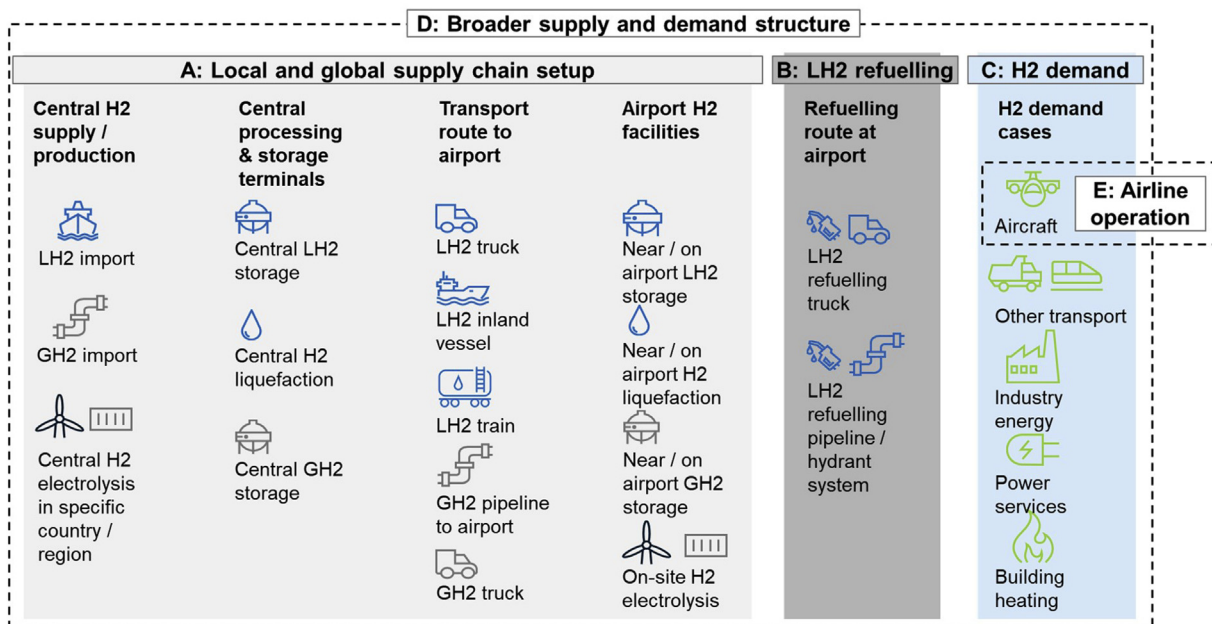 D: Broader supply and demand structure
A: Local and global supply chain setup
Central H2
supply /
production
LH2 import
GH2 import
Central H2
electrolysis
in specific
country /
region
Central
processing
& storage
terminals
Central LH2
storage
Central H2
liquefaction
Central GH2
storage
Transport
route to
airport
LH2 truck
LH2 inland
vessel
LH2 train
GH2 pipeline
to airport
GH2 truck
Airport H2
facilities
Near / on
airport LH2
storage
Near / on
airport H2
liquefaction
Near / on
airport GH2
storage
On-site H2
electrolysis
B: LH2 refuelling
Refuelling
route at
airport
LH2
refuelling
truck
LH2
refuelling
pipeline /
hydrant
system
C: H2 demand
H2 demand
cases
Aircraft
E: Airline
operation
Other transport
Industry
energy
Power
services
Building
heating